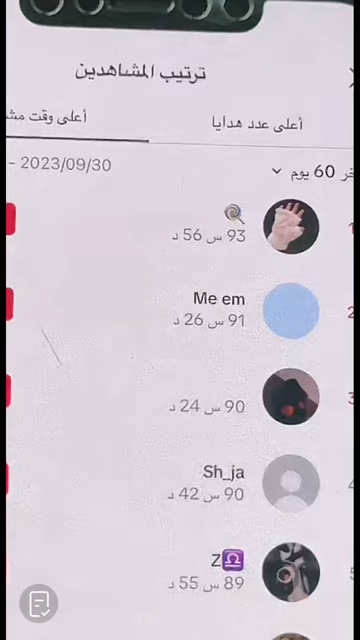 ترتيب المشاهدين
أعلى عدد هدايا
أعلى وقت
60 يوم
2023/09/30 -
93 س 56 د
Me em
91 س 26 د
90 س 24 د
Sh_ja
90 س 42 د
Z♎
89 س 55 د